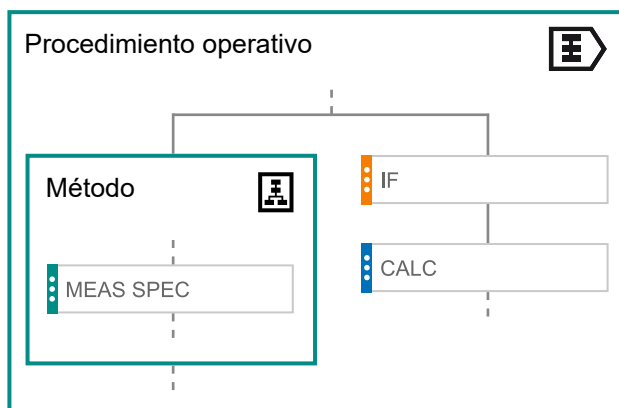 Procedimiento operativo
Método
MEAS SPEC
IF
CALC